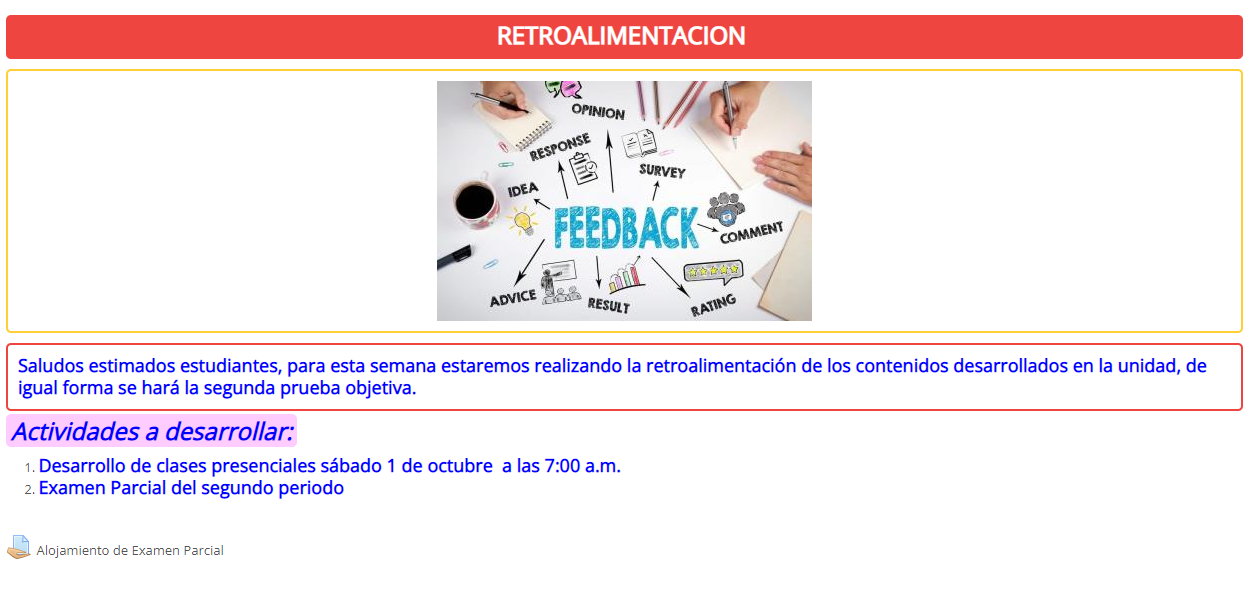 RETROALIMENTACION
OPINION
RESPONSE
SURVEY
IDEA
FEEDBACK
COMMENT
ADVICE
RESULT
RATING
Saludos estimados estudiantes, para esta semana estaremos realizando la retroalimentación de los contenidos desarrollados en la unidad, de
igual forma se hará la segunda prueba objetiva.
Actividades a desarrollar:
1. Desarrollo de clases presenciales sábado 1 de octubre  a las 7:00 a.m.
2. Examen Parcial del segundo periodo
Alojamiento de Examen Parcial